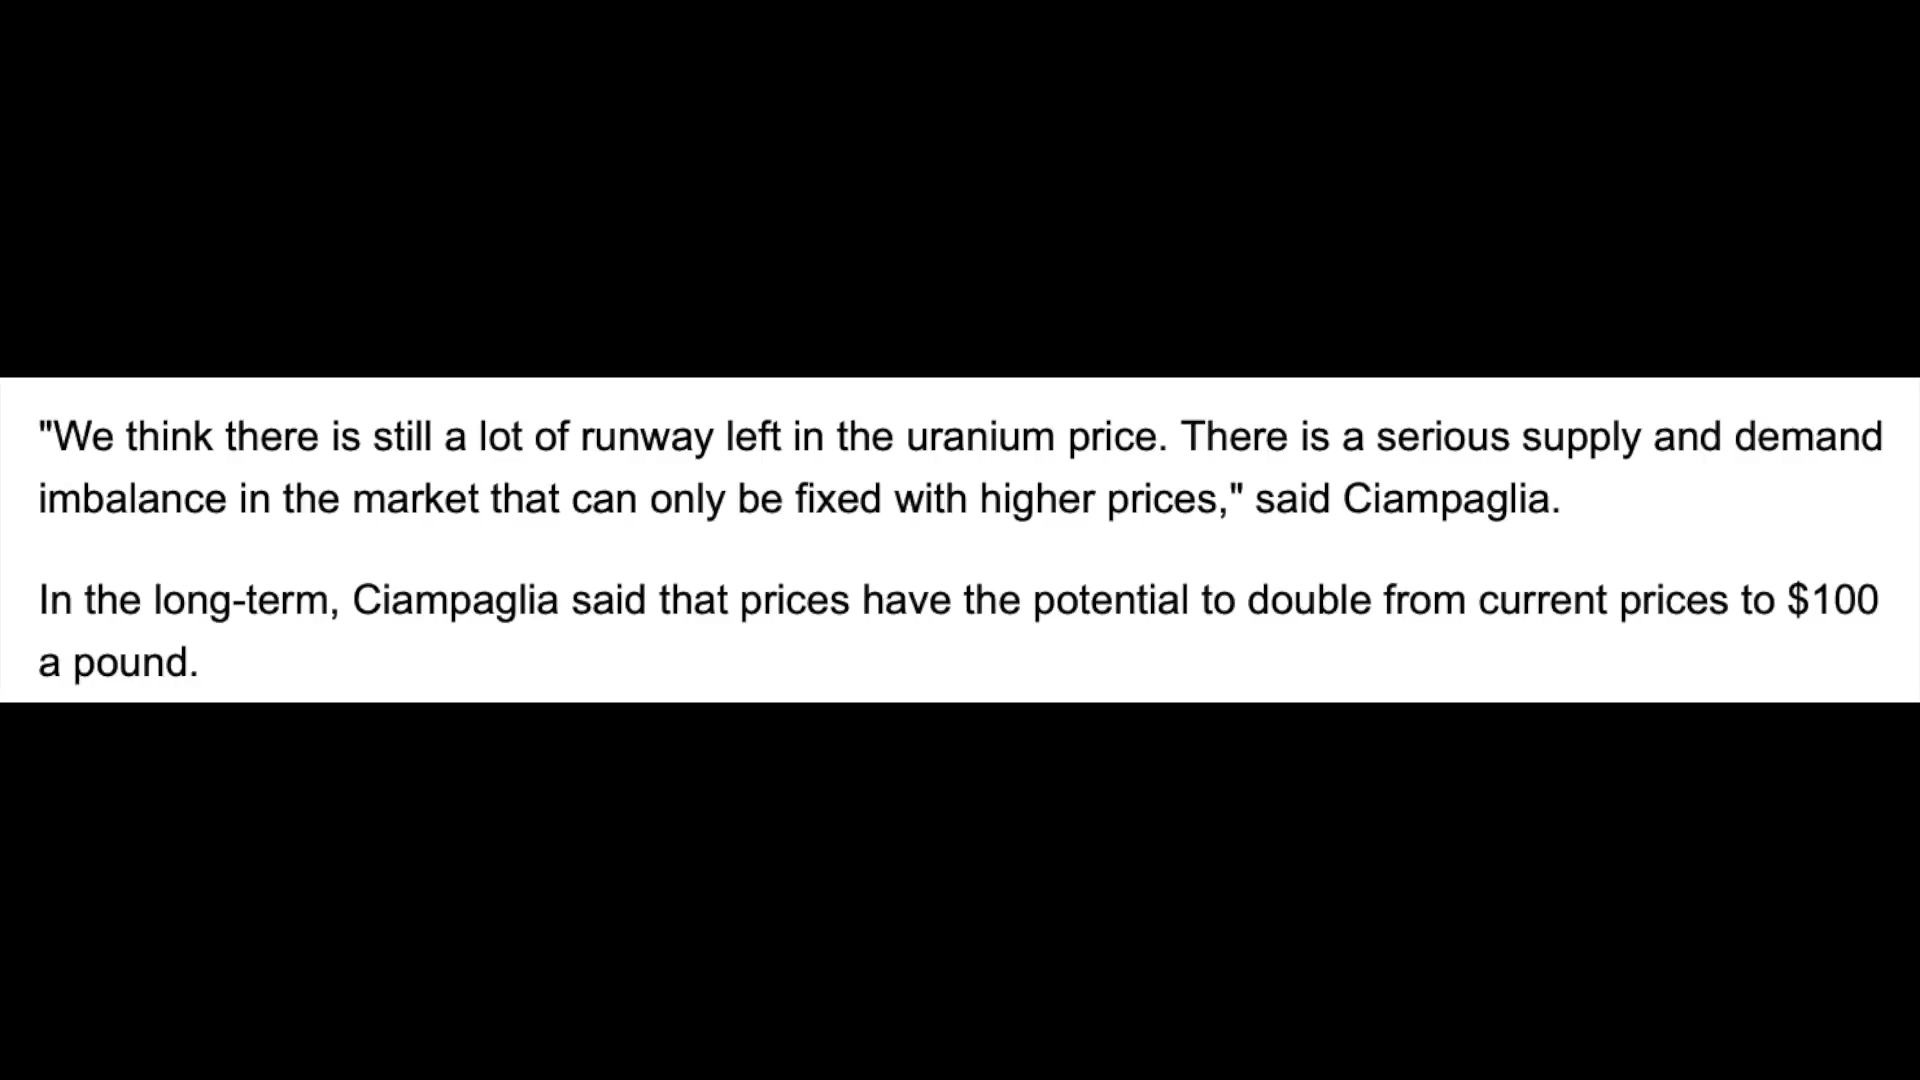 "We think there is still a lot of runway left in the uranium price. There is a serious supply and demand
imbalance in the market that can only be fixed with higher prices," said Ciampaglia.
In the long-term, Ciampaglia said that prices have the potential to double from current prices to $100
a pound.